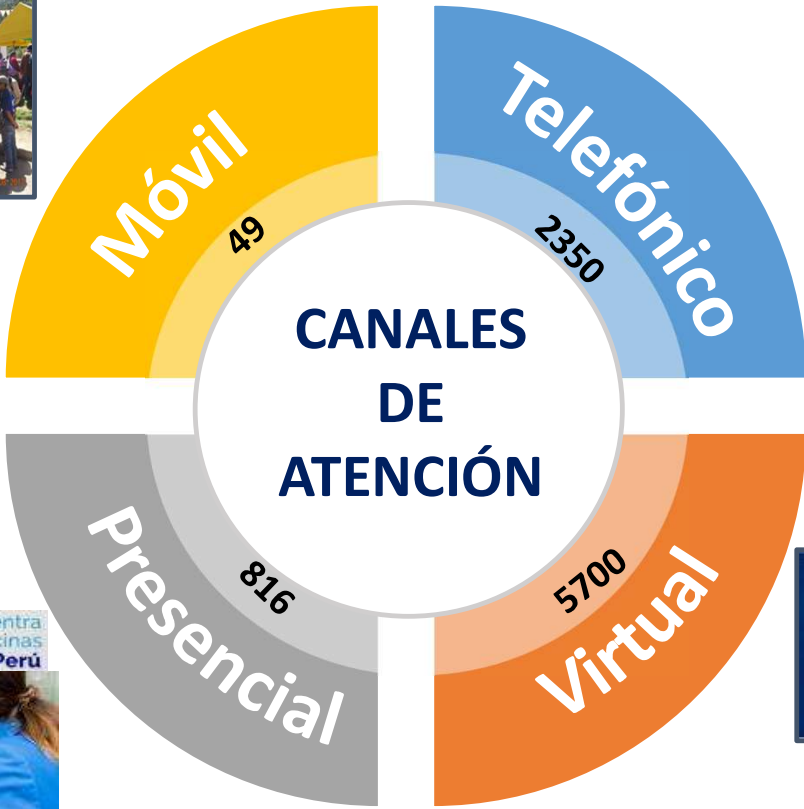 Móvil
49
Telefónico
2350
CANALES
DE
ATENCIÓN
Presencial
816
Virtual
5700
Perú